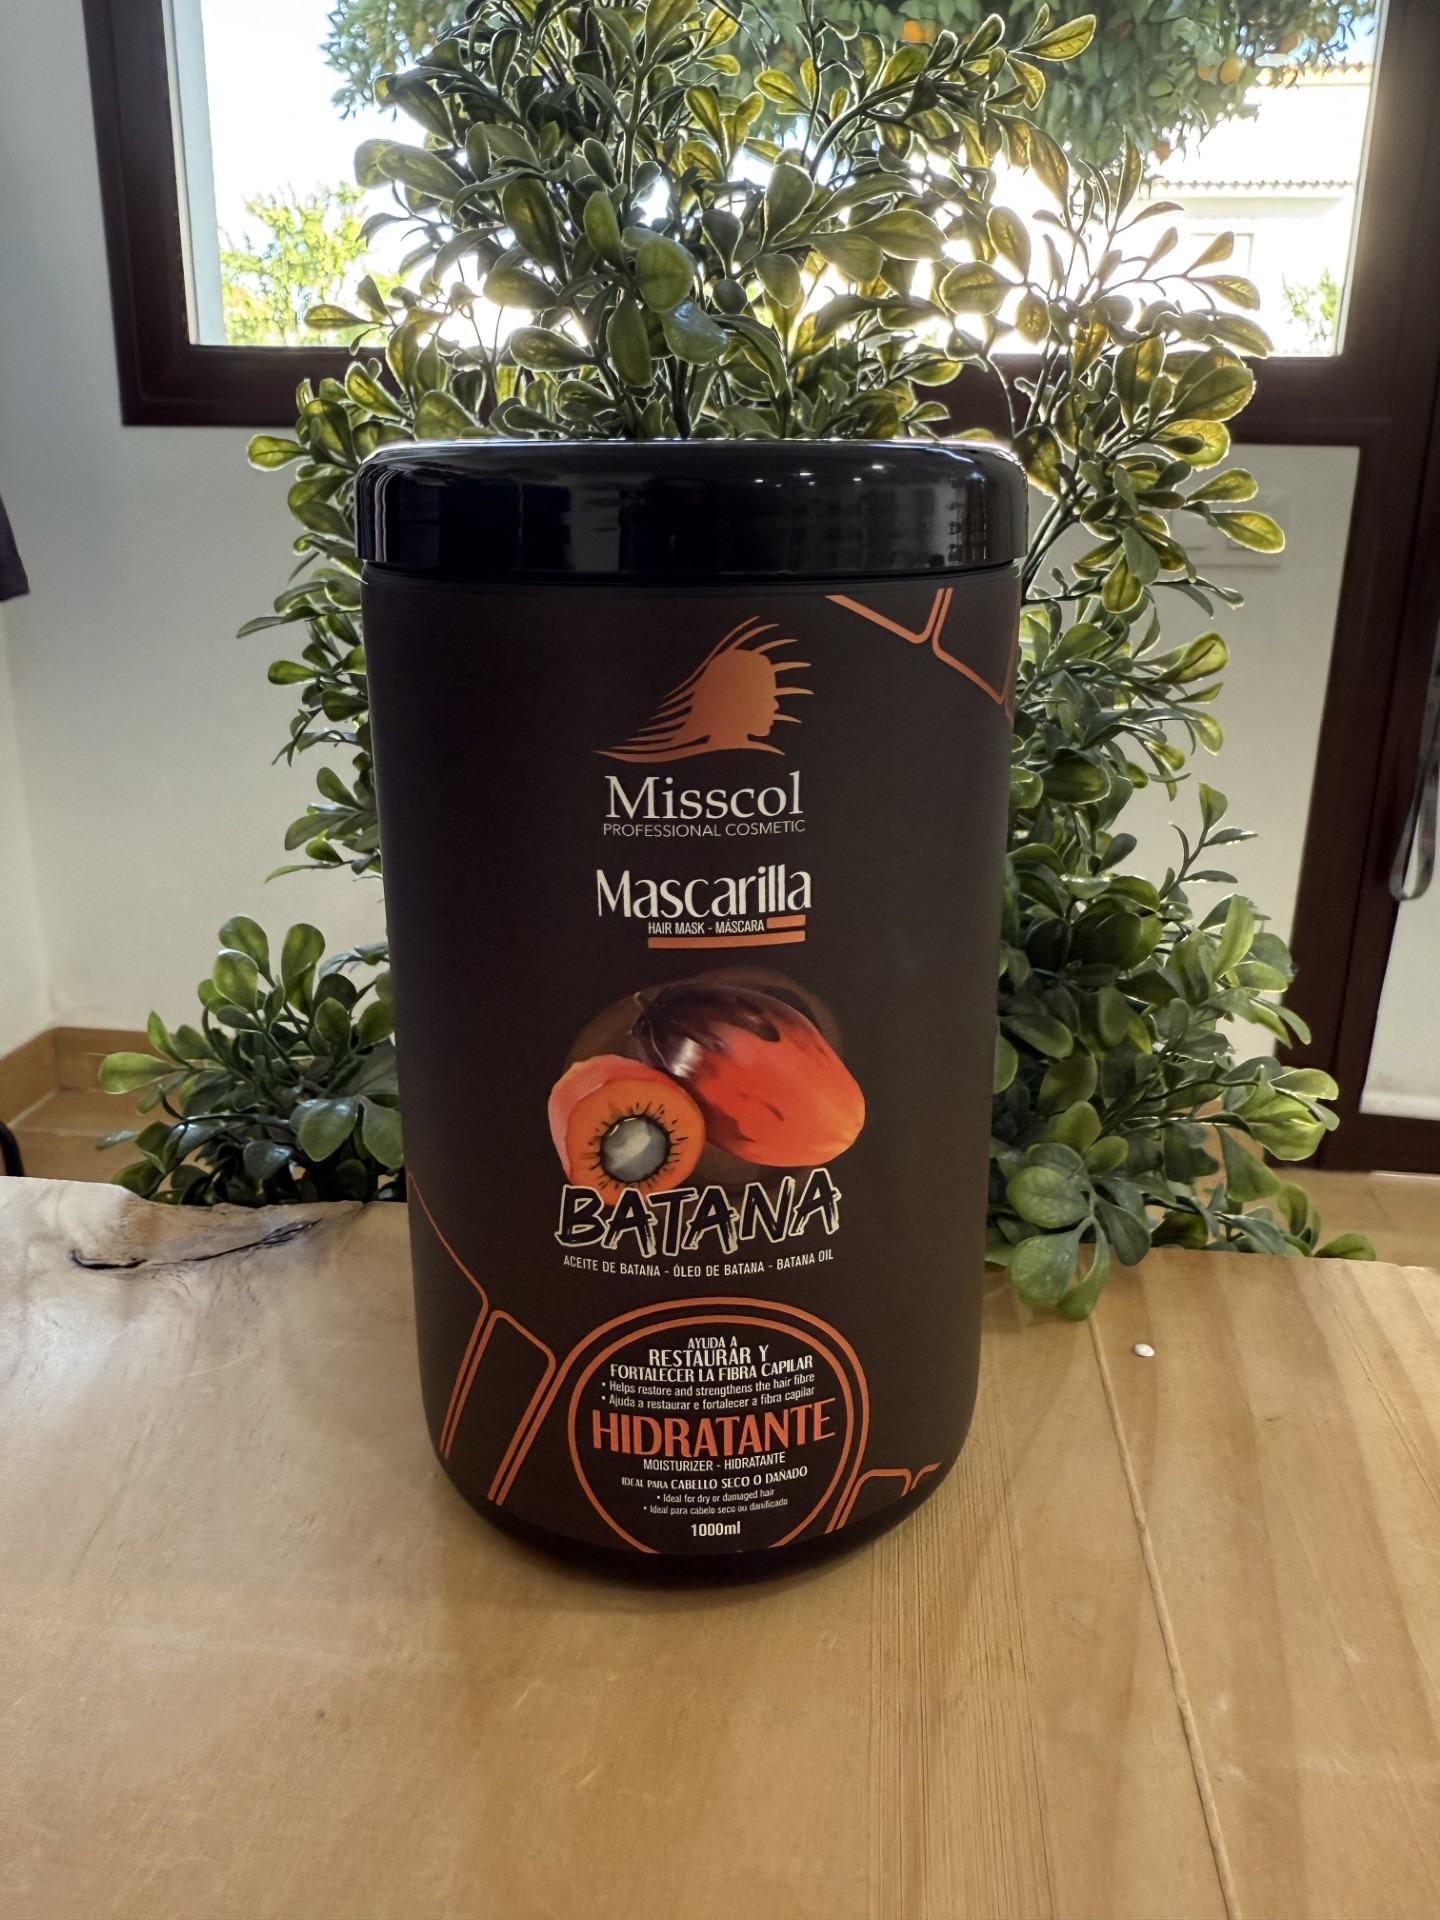 Misscol
PROFESSIONAL COSMETIC
Mascarilla
HAIR MASK - MÁSCARA
BATANA
ACEITE DE BATANA - ÓLEO DE BATANA - BATANA OIL
AYUDA A
RESTAURAR Y
FORTALECER LA FIBRA CAPILAR
• Helps restore and strengthens the hair fibre
• Ajuda a restaurar e fortalecer a fibra capilar
HIDRATANTE
MOISTURIZER - HIDRATANTE
IDEAL PARA CABELLO SECO O DAÑADO
• Ideal for dry or damaged hair
• Ideal para cabelo seco ou danificado
1000ml